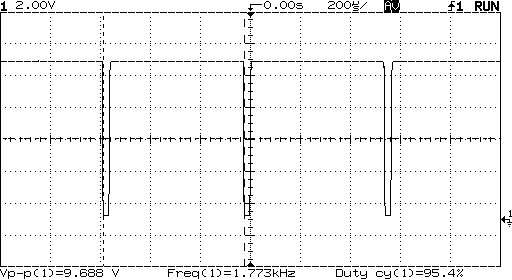 1 2.00V -0.00s 200µs/ AV f1 RUN
1
Vp-p(1)=9.688 V Freq(1)=1.773kHz Duty cy(1)=95.4%